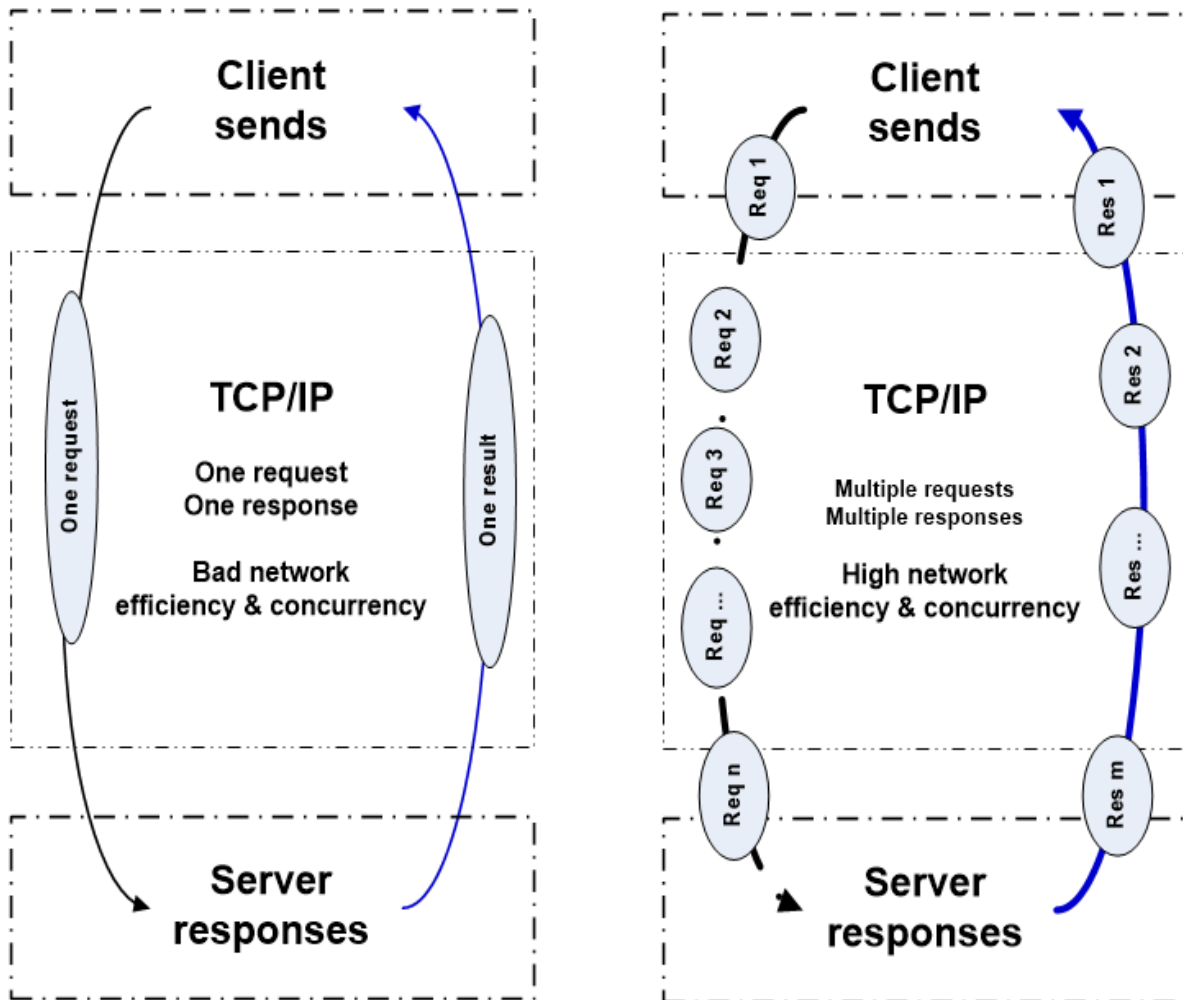 Client
sends
One request
TCP/IP
One request
One response
Bad network
efficiency & concurrency
One result
Server
responses
Client
sends
Req 1
Req 2
Req 3
Req ...
Req n
TCP/IP
Multiple requests
Multiple responses
High network
efficiency & concurrency
Res 1
Res 2
Res ...
Res m
Server
responses